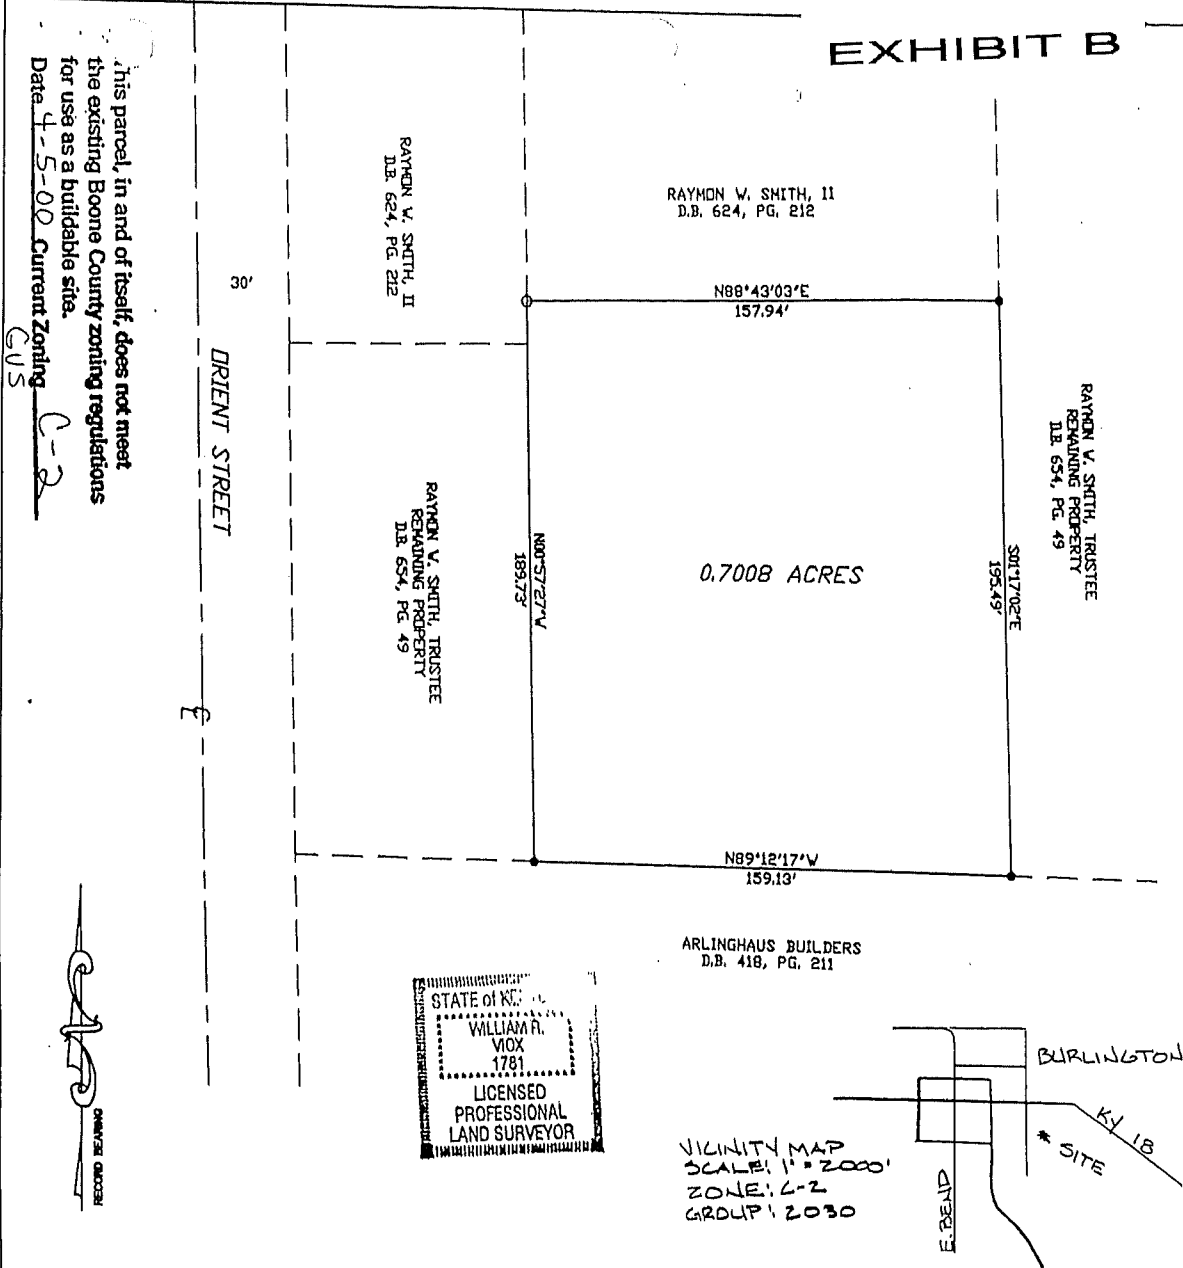 EXHIBIT B
.his parcel, in and of itself, does not meet
the existing Boone County zoning regulations
for use as a buildable site.
Date 4-5-00 Current Zoning C-2
GUS
RAYMON W. SMITH, II
D.B. 624, PG. 212
RAYMON W. SMITH, II
D.B. 624, PG. 212
30'
ORIENT STREET
N88°43'03"E
157.94'
RAYMON W. SMITH, TRUSTEE
REMAINING PROPERTY
D.B. 654, PG. 49
RAYMON W. SMITH, TRUSTEE
REMAINING PROPERTY
D.B. 654, PG. 49
N00°57'27"W
189.73'
0.7008 ACRES
S01°17'02"E
195.49'
N89°12'17"W
159.13'
ARLINGHAUS BUILDERS
D.B. 418, PG. 211
STATE of
WILLIAM R.
VIOX
1781
LICENSED
PROFESSIONAL
LAND SURVEYOR
RECORD BEARING
VICINITY MAP
SCALE: 1" = 2000'
ZONE: C-2
GROUP: 2030
BURLINGTON
KY 18
* SITE
E. BEND